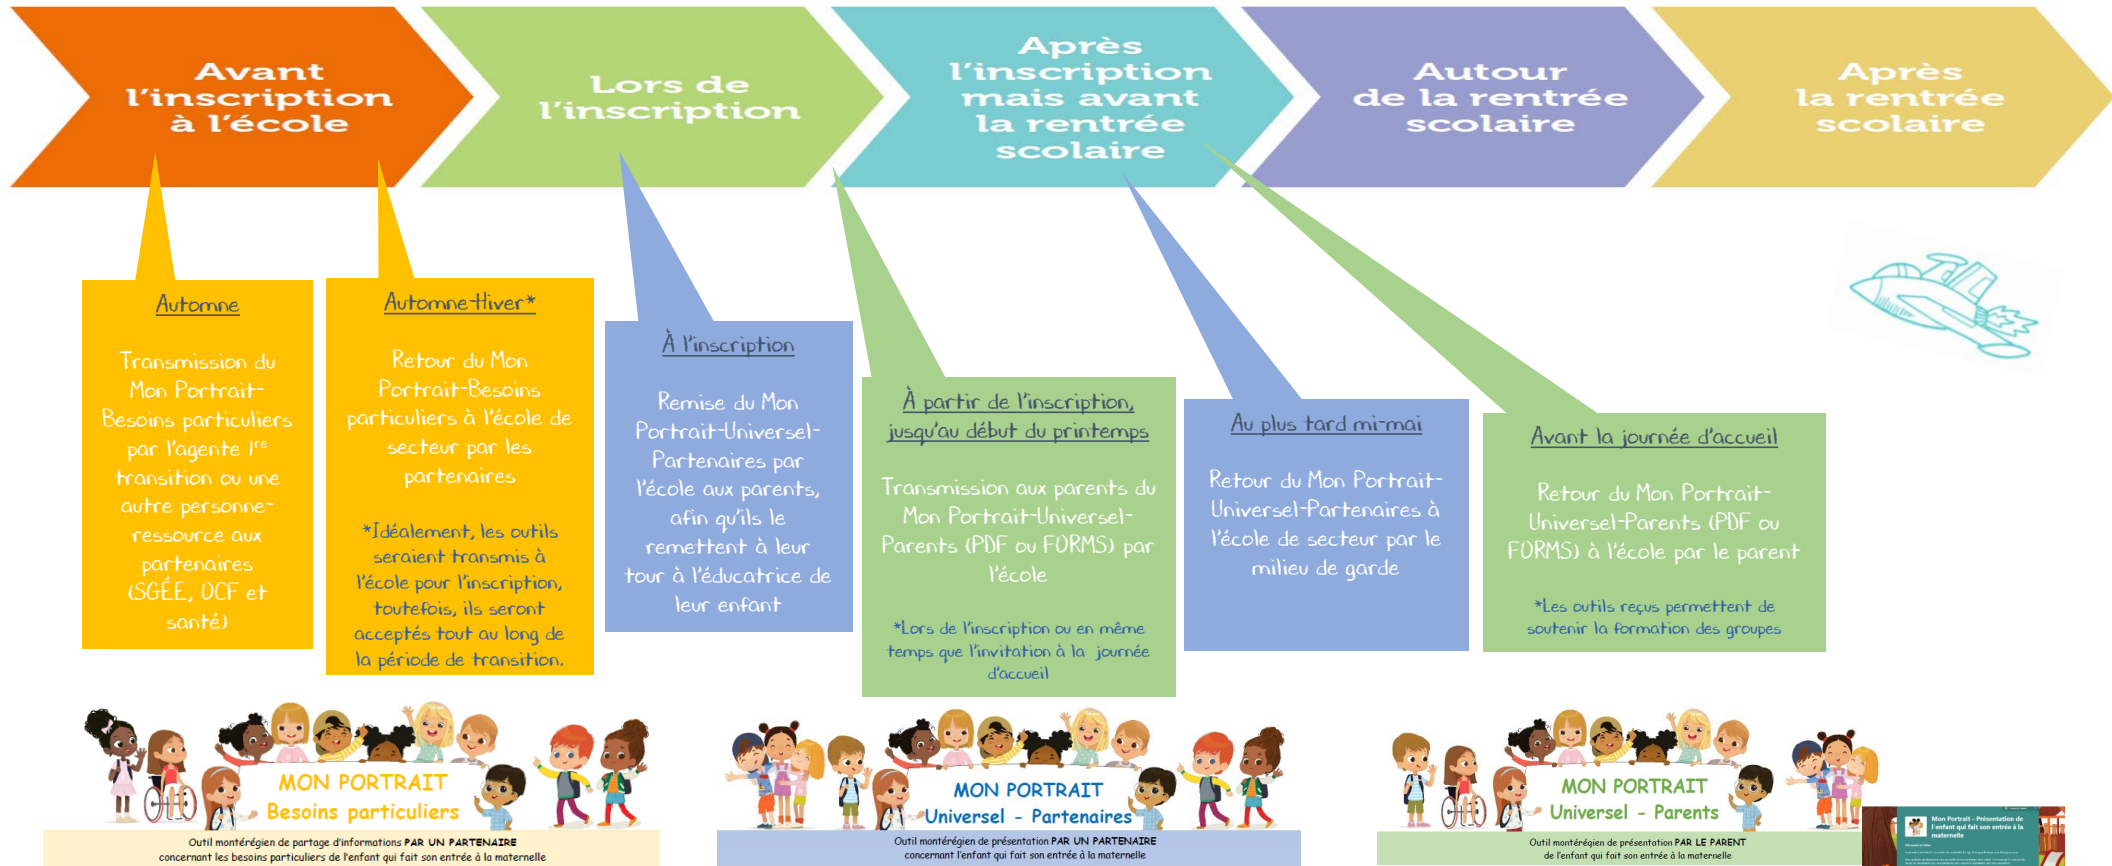 Avant
l'inscription
à l'école
Lors de
l'inscription
Après
l'inscription
mais avant
la rentrée
scolaire
Autour
de la rentrée
scolaire
Après
la rentrée
scolaire
Automne
Transmission du
Mon Portrait-
Besoins particuliers
par l'agente 1re
transition ou une
autre personne-
ressource aux
partenaires
(SGÉE, OCF et
santé)
Automne-Hiver*
Retour du Mon
Portrait-Besoins
particuliers à l'école de
secteur par les
partenaires
*Idéalement, les outils
seraient transmis à
l'école pour l'inscription,
toutefois, ils seront
acceptés tout au long de
la période de transition.
À l'inscription
Remise du Mon
Portrait-Universel-
Partenaires par
l'école aux parents,
afin qu'ils le
remettent à leur
tour à l'éducatrice de
leur enfant
À partir de l'inscription,
jusqu'au début du printemps
Transmission aux parents du
Mon Portrait-Universel-
Parents (PDF ou FORMS) par
l'école
*Lors de l'inscription ou en même
temps que l'invitation à la journée
d'accueil
Au plus tard mi-mai
Retour du Mon Portrait-
Universel-Partenaires à
l'école de secteur par le
milieu de garde
Avant la journée d'accueil
Retour du Mon Portrait-
Universel-Parents (PDF ou
FORMS) à l'école par le parent
*Les outils reçus permettent de
soutenir la formation des groupes
MON PORTRAIT
Besoins particuliers
Outil montérégien de partage d'informations PAR UN PARTENAIRE
concernant les besoins particuliers de l'enfant qui fait son entrée à la maternelle
MON PORTRAIT
Universel - Partenaires
Outil montérégien de présentation PAR UN PARTENAIRE
concernant l'enfant qui fait son entrée à la maternelle
MON PORTRAIT
Universel - Parents
Outil montérégien de présentation PAR LE PARENT
de l'enfant qui fait son entrée à la maternelle
Mon Portrait - Présentation de
l'enfant qui fait son entrée à la
maternelle